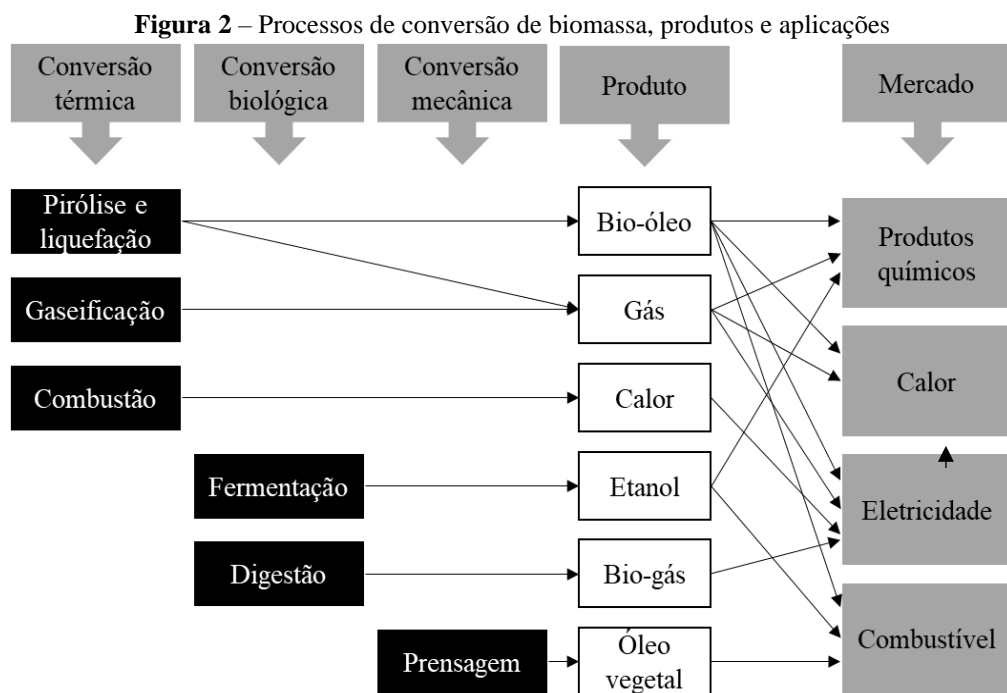 Figura 2 – Processos de conversão de biomassa, produtos e aplicações
Conversão
térmica
Conversão
biológica
Conversão
mecânica
Produto
Mercado
Pirólise e
liquefação
Bio-óleo
Produtos
químicos
Gaseificação
Gás
Combustão
Calor
Calor
Fermentação
Etanol
Eletricidade
Digestão
Bio-gás
Prensagem
Óleo
vegetal
Combustível